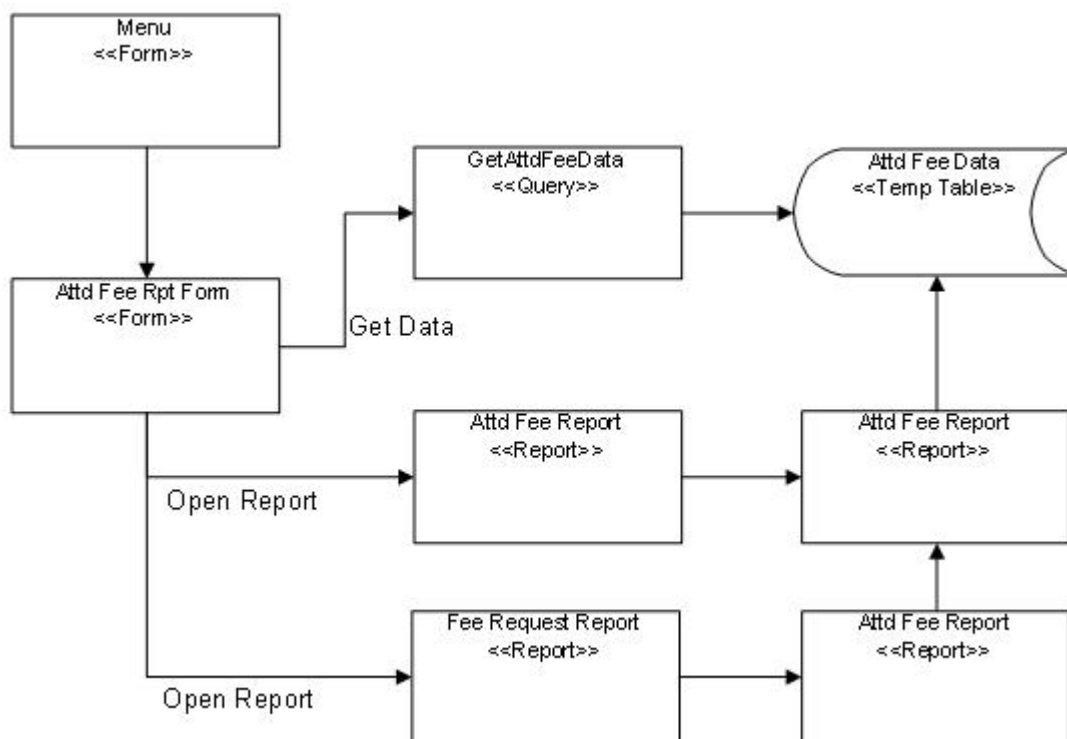 Menu
<<Form>>
GetAttdFeeData
<<Query>>
Attd Fee Data
<<Temp Table>>
Attd Fee Rpt Form
<<Form>>
Get Data
Attd Fee Report
<<Report>>
Attd Fee Report
<<Report>>
Open Report
Fee Request Report
<<Report>>
Attd Fee Report
<<Report>>
Open Report